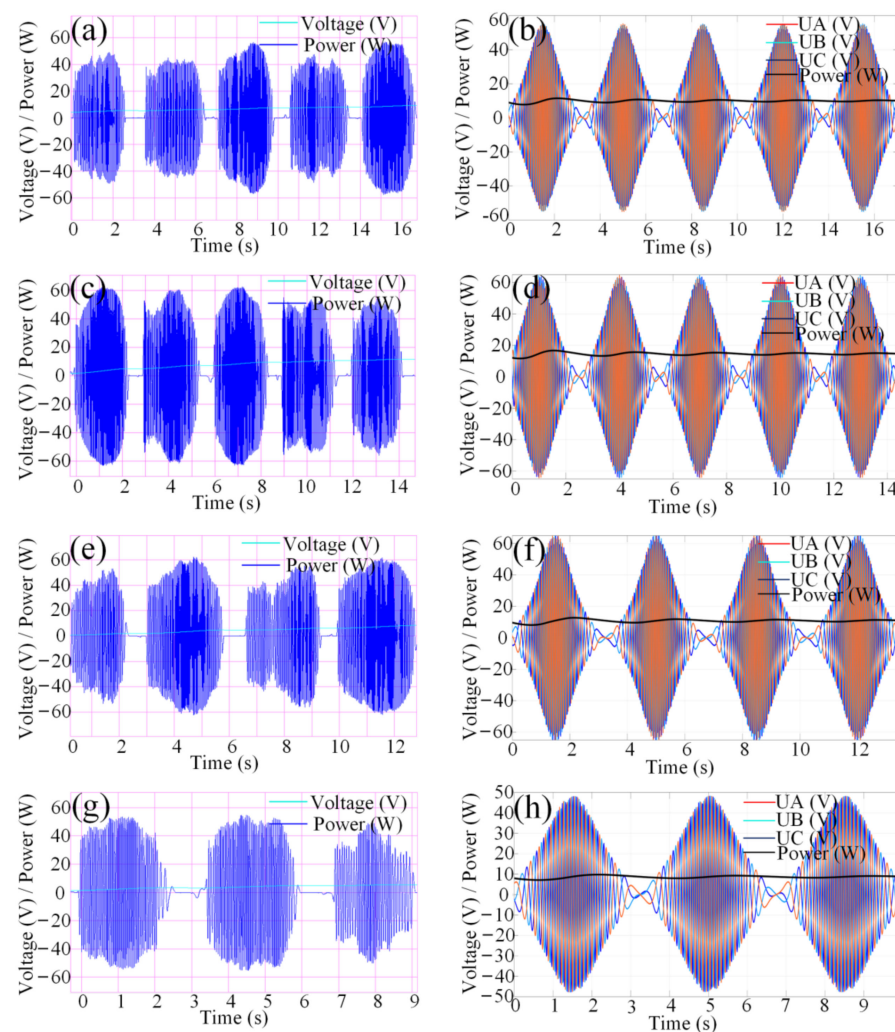 (a)
Voltage (V)
Power (W)
Voltage (V) / Power (W)
60
40
20
0
−20
−40
−60
0 2 4 6 8 10 12 14 16
Time (s)
(b)
UA (V)
UB (V)
UC (V)
Power (W)
Voltage (V) / Power (W)
60
40
20
0
−20
−40
-60
0 2 4 6 8 10 12 14 16
Time (s)
(c)
Voltage (V)
Power (W)
Voltage (V) / Power (W)
60
40
20
0
−20
−40
−60
0 2 4 6 8 10 12 14
Time (s)
(d)
UA (V)
UB (V)
UC (V)
Power (W)
Voltage (V) / Power (W)
60
40
20
0
−20
−40
−60
0 2 4 6 8 10 12 14
Time (s)
(e)
Voltage (V)
Power (W)
Voltage (V) / Power (W)
60
40
20
0
−20
−40
−60
0 2 4 6 8 10 12
Time (s)
(f)
UA (V)
UB (V)
UC (V)
Power (W)
Voltage (V) / Power (W)
60
40
20
0
−20
−40
−60
0 2 4 6 8 10 12
Time (s)
(g)
Voltage (V)
Power (W)
Voltage (V) / Power (W)
60
40
20
0
−20
−40
−60
0 1 2 3 4 5 6 7 8 9
Time (s)
(h)
UA (V)
UB (V)
UC (V)
Power (W)
Voltage (V) / Power (W)
50
40
30
20
10
0
−10
−20
−30
−40
50
0 1 2 3 4 5 6 7 8 9
Time (s)